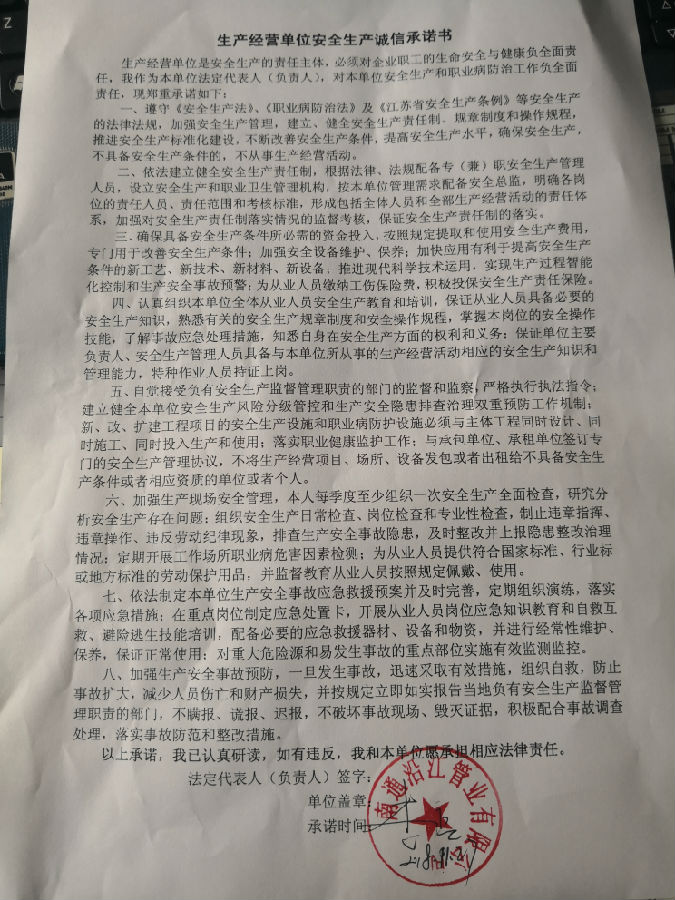 生产经营单位安全生产诚信承诺书
生产经营单位是安全生产的责任主体，必须对企业职工的生命安全与健康负全面责
任，我作为本单位法定代表人（负责人），对本单位安全生产和职业病防治工作负全面
责任，现郑重承诺如下：
一、遵守《安全生产法》、《职业病防治法》及《江苏省安全生产条例》等安全生产
的法律法规，加强安全生产管理，建立、健全安全生产责任制、规章制度和操作规程，
推进安全生产标准化建设，不断改善安全生产条件，提高安全生产水平，确保安全生产，
不具备安全生产条件的，不从事生产经营活动。
二、依法建立健全安全生产责任制，根据法律、法规配备专（兼）职安全生产管理
人员，设立安全生产和职业卫生管理机构，按本单位管理需求配备安全总监，明确各岗
位的责任人员、责任范围和考核标准，形成包括全体人员和全部生产经营活动的责任体
系，加强对安全生产责任制落实情况的监督考核，保证安全生产责任制的落实。
三、确保具备安全生产条件所必需的资金投入，按照规定提取和使用安全生产费用，
专门用于改善安全生产条件；加强安全设备维护、保养；加快应用有利于提高安全生产
条件的新工艺、新技术、新材料、新设备，推进现代科学技术运用，实现生产过程智能
化控制和生产安全事故预警；为从业人员缴纳工伤保险费，积极投保安全生产责任保险。
四、认真组织本单位全体从业人员安全生产教育和培训，保证从业人员具备必要的
安全生产知识，熟悉有关的安全生产规章制度和安全操作规程，掌握本岗位的安全操作
技能，了解事故应急处理措施，知悉自身在安全生产方面的权利和义务；保证单位主要
负责人、安全生产管理人员具备与本单位所从事的生产经营活动相应的安全生产知识和
管理能力，特种作业人员持证上岗。
五、自觉接受负有安全生产监督管理职责的部门的监督和监察，严格执行执法指令；
建立健全本单位安全生产风险分级管控和生产安全隐患排查治理双重预防工作机制；
新、改、扩建工程项目的安全生产设施和职业病防护设施必须与主体工程同时设计、同
时施工、同时投入生产和使用；落实职业健康监护工作；与承包单位、承租单位签订专
门的安全生产管理协议，不将生产经营项目、场所、设备发包或者出租给不具备安全生
产条件或者相应资质的单位或者个人。
六、加强生产现场安全管理，本人每季度至少组织一次安全生产全面检查，研究分
析安全生产存在问题；组织安全生产日常检查、岗位检查和专业性检查，制止违章指挥、
违章操作、违反劳动纪律现象，排查生产安全事故隐患，及时整改并上报隐患整改治理
情况；定期开展工作场所职业病危害因素检测；为从业人员提供符合国家标准、行业标
或地方标准的劳动保护用品，并监督教育从业人员按照规定佩戴、使用。
七、依法制定本单位生产安全事故应急救援预案并及时完善，定期组织演练，落实
各项应急措施；在重点岗位制定应急处置卡，开展从业人员岗位应急知识教育和自救互
救、避险逃生技能培训，配备必要的应急救援器材、设备和物资，并进行经常性维护、
保养，保证正常使用；对重大危险源和易发生事故的重点部位实施有效监测监控。
八、加强生产安全事故预防，一旦发生事故，迅速采取有效措施，组织自救，防止
事故扩大，减少人员伤亡和财产损失，并按规定立即如实报告当地负有安全生产监督管
理职责的部门，不瞒报、谎报、迟报，不破坏事故现场、毁灭证据，积极配合事故调查
处理，落实事故防范和整改措施。
以上承诺，我已认真研读，如有违反，我和本单位愿承担相应法律责任。
法定代表人（负责人）签字：
单位盖章：
承诺时间
南通沿江管业有限公司